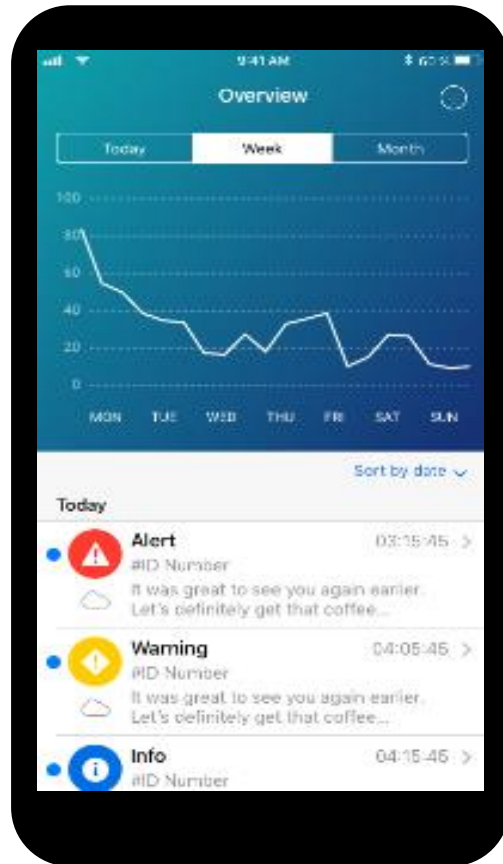 9:41 AM 60 %
Overview
Today Week Month
100
80
60
40
20
0
MON TUE WED THU FRI SAT SUN
Sort by date
Today
Alert 03:15:45
#ID Number
It was great to see you again earlier.
Let's definitely get that coffee...
Warning 04:05:45
#ID Number
It was great to see you again earlier.
Let's definitely get that coffee...
Info 04:15:45
#ID Number